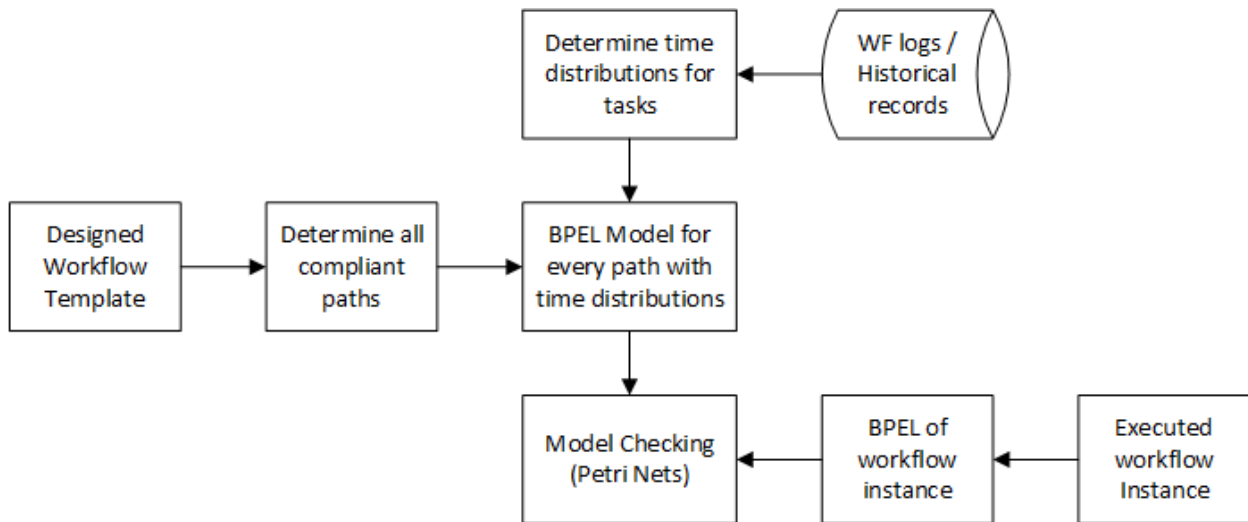 Determine time
distributions for
tasks
WF logs /
Historical
records
Designed
Workflow
Template
Determine all
compliant
paths
BPEL Model for
every path with
time distributions
Model Checking
(Petri Nets)
BPEL of
workflow
instance
Executed
workflow
Instance